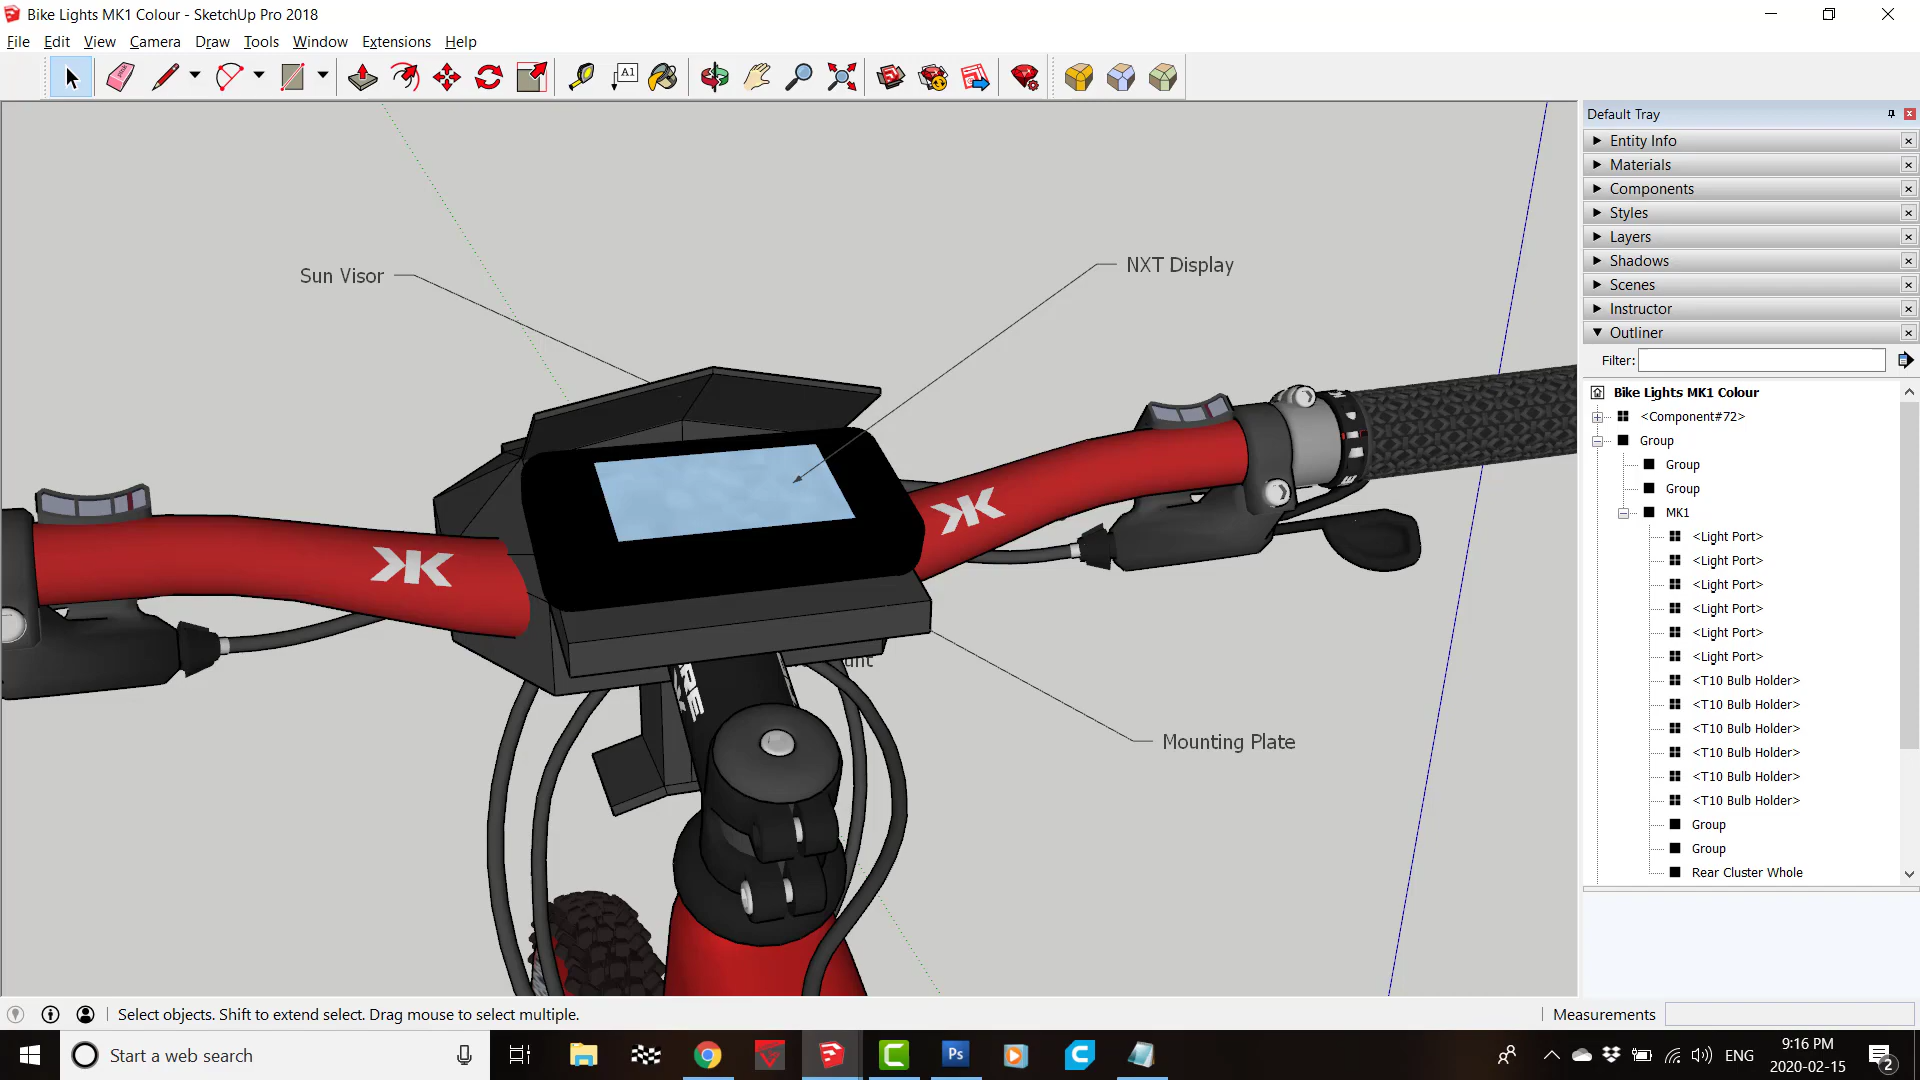 Bike Lights MK1 Colour - SketchUp Pro 2018
File Edit View Camera Draw Tools Window Extensions Help
A1
Default Tray
Entity Info
Materials
Components
Styles
Layers
Shadows
Scenes
Instructor
Outliner
Filter:
Bike Lights MK1 Colour
<Component#72>
Group
Group
Group
MK1
<Light Port>
<Light Port>
<Light Port>
<Light Port>
<Light Port>
<Light Port>
<T10 Bulb Holder>
<T10 Bulb Holder>
<T10 Bulb Holder>
<T10 Bulb Holder>
<T10 Bulb Holder>
<T10 Bulb Holder>
Group
Group
Rear Cluster Whole
Sun Visor
NXT Display
Mounting Plate
Select objects. Shift to extend select. Drag mouse to select multiple.
Measurements
Start a web search
Ps
ENG
9:16 PM
2020-02-15
2